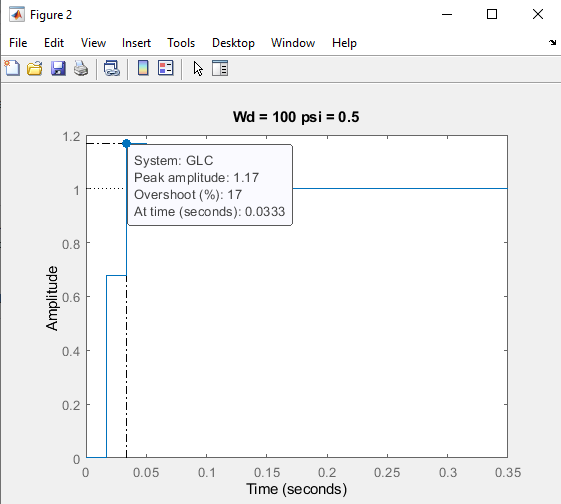 Figure 2
File Edit View Insert Tools Desktop Window Help
Wd = 100 psi = 0.5
1.2
System: GLC
Peak amplitude: 1.17
Overshoot (%): 17
At time (seconds): 0.0333
1
0.8
0.6
0.4
0.2
0
Amplitude
0 0.05 0.1 0.15 0.2 0.25 0.3 0.35
Time (seconds)